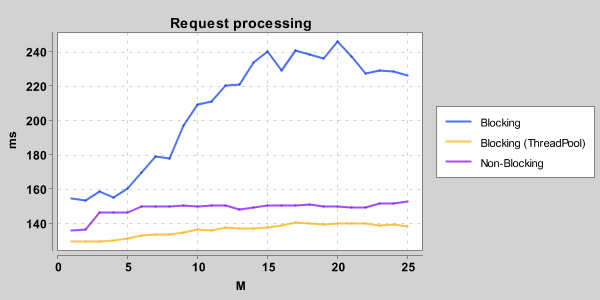 Request processing
240
220
200
180
160
140
ms
0 5 10 15 20 25
M
Blocking
Blocking (ThreadPool)
Non-Blocking